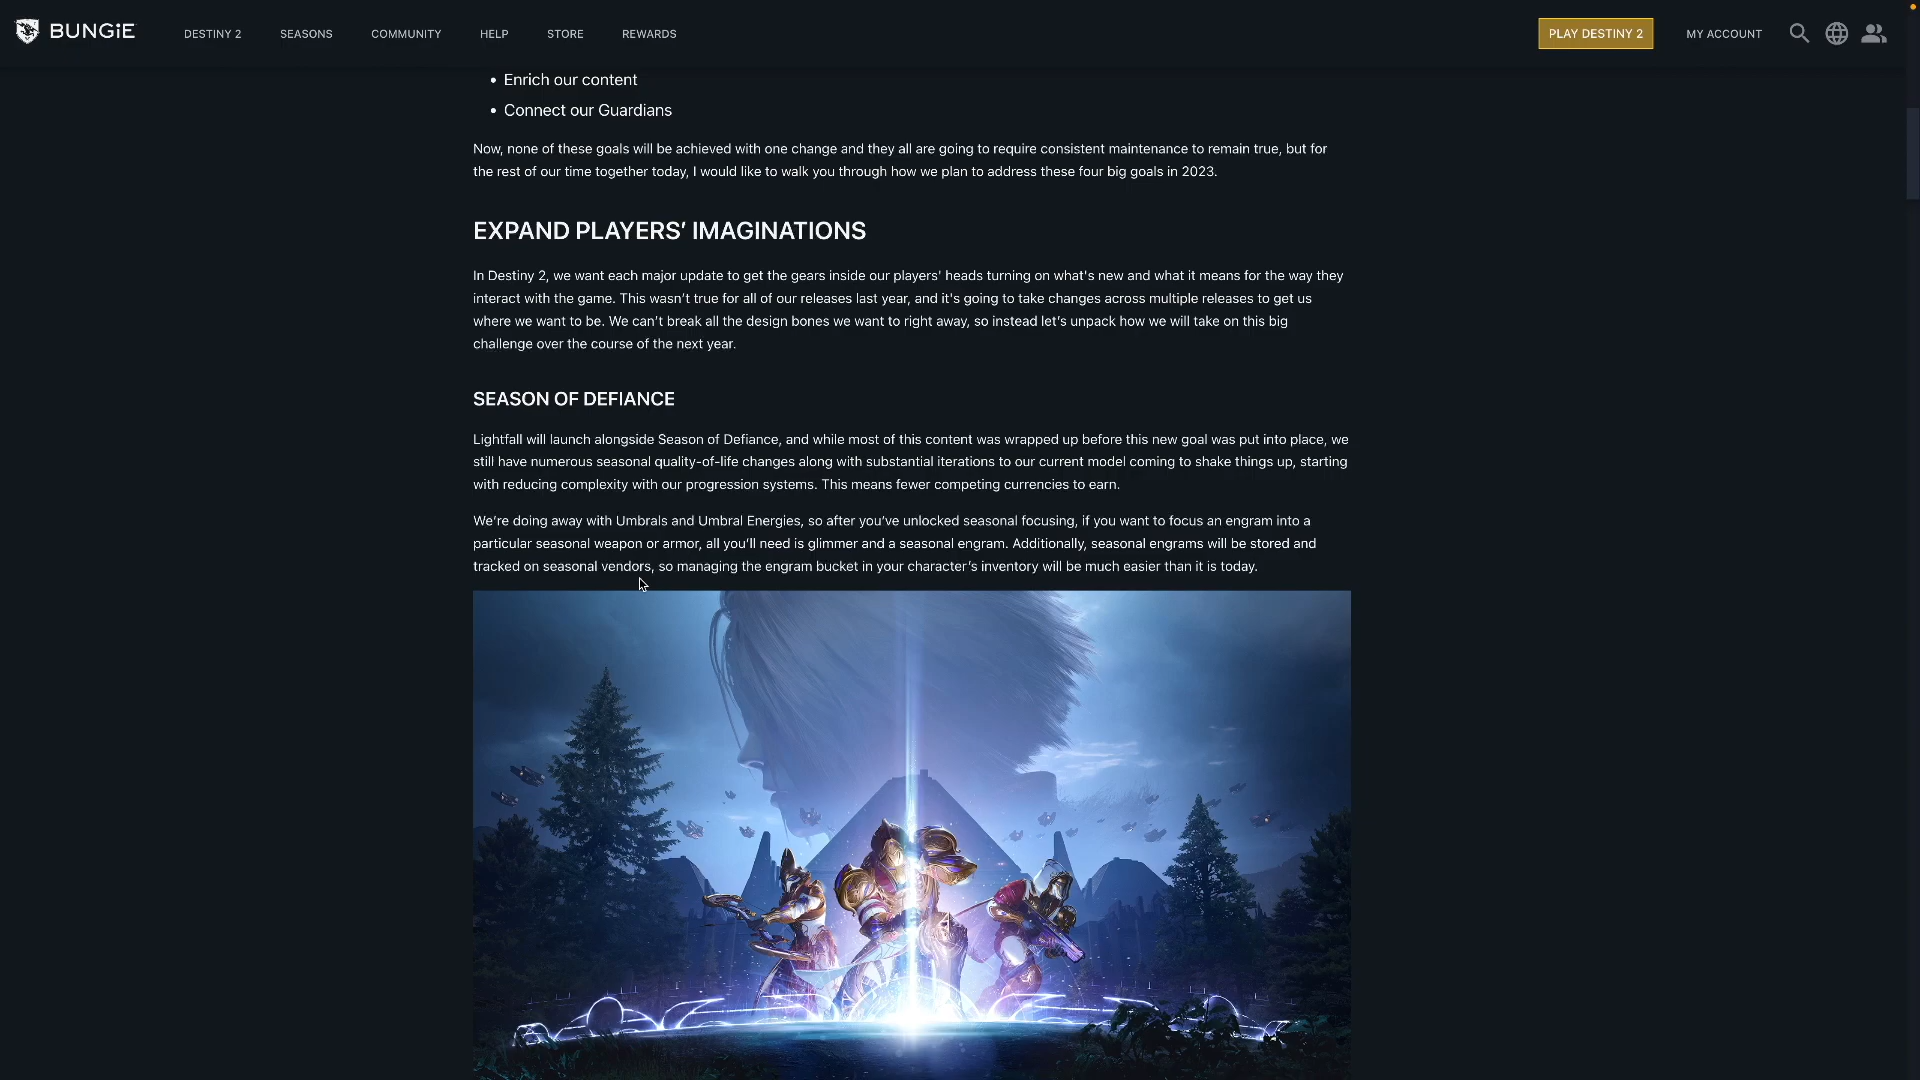 BUNGiE
DESTINY 2 SEASONS COMMUNITY HELP STORE REWARDS PLAY DESTINY 2 MY ACCOUNT
• Enrich our content
• Connect our Guardians
Now, none of these goals will be achieved with one change and they all are going to require consistent maintenance to remain true, but for
the rest of our time together today, I would like to walk you through how we plan to address these four big goals in 2023.
EXPAND PLAYERS’ IMAGINATIONS
In Destiny 2, we want each major update to get the gears inside our players' heads turning on what's new and what it means for the way they
interact with the game. This wasn’t true for all of our releases last year, and it's going to take changes across multiple releases to get us
where we want to be. We can’t break all the design bones we want to right away, so instead let’s unpack how we will take on this big
challenge over the course of the next year.
SEASON OF DEFIANCE
Lightfall will launch alongside Season of Defiance, and while most of this content was wrapped up before this new goal was put into place, we
still have numerous seasonal quality-of-life changes along with substantial iterations to our current model coming to shake things up, starting
with reducing complexity with our progression systems. This means fewer competing currencies to earn.
We’re doing away with Umbrals and Umbral Energies, so after you’ve unlocked seasonal focusing, if you want to focus an engram into a
particular seasonal weapon or armor, all you’ll need is glimmer and a seasonal engram. Additionally, seasonal engrams will be stored and
tracked on seasonal vendors, so managing the engram bucket in your character’s inventory will be much easier than it is today.